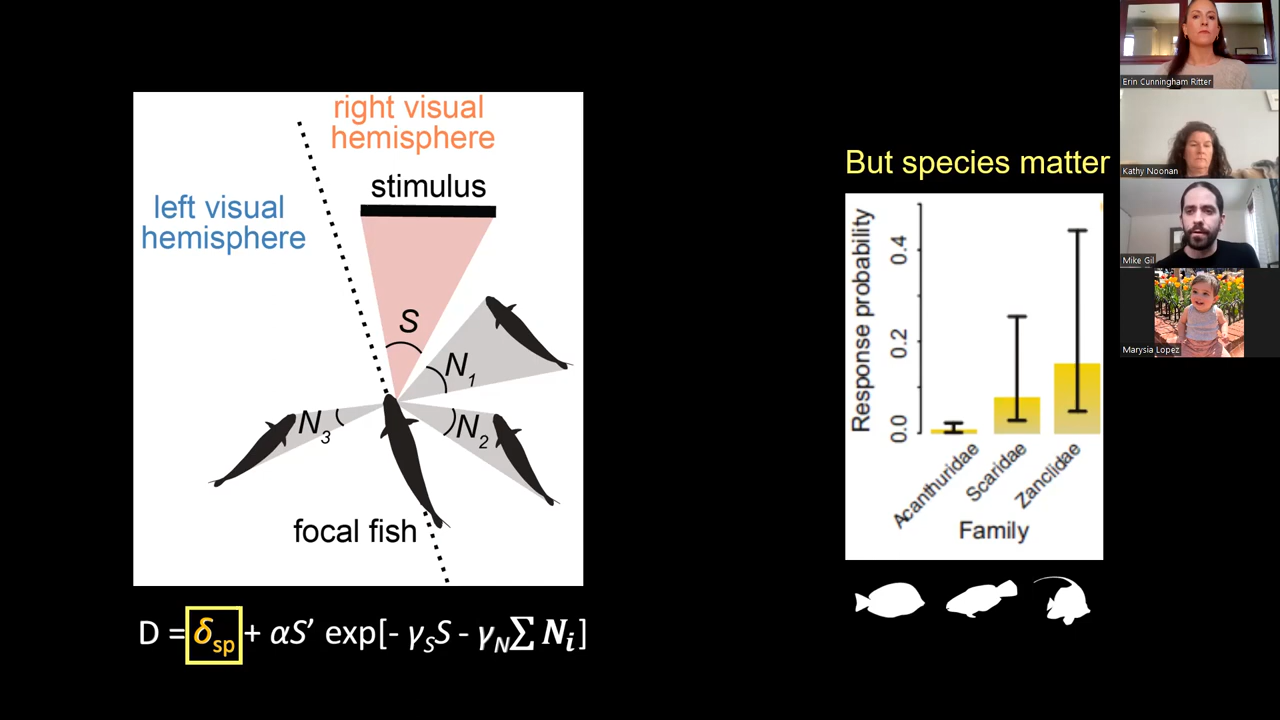 right visual
hemisphere
stimulus
left visual
hemisphere
S
N1
N2
N3
focal fish
D = δsp + αS′ exp[- γSS - γN∑ Ni]
But species matter
Response probability
0.4
0.2
0.0
Acanthuridae
Scaridae
Zanclidae
Family
Erin Cunningham Ritter
Kathy Noonan
Mike Gil
Marysia Lopez